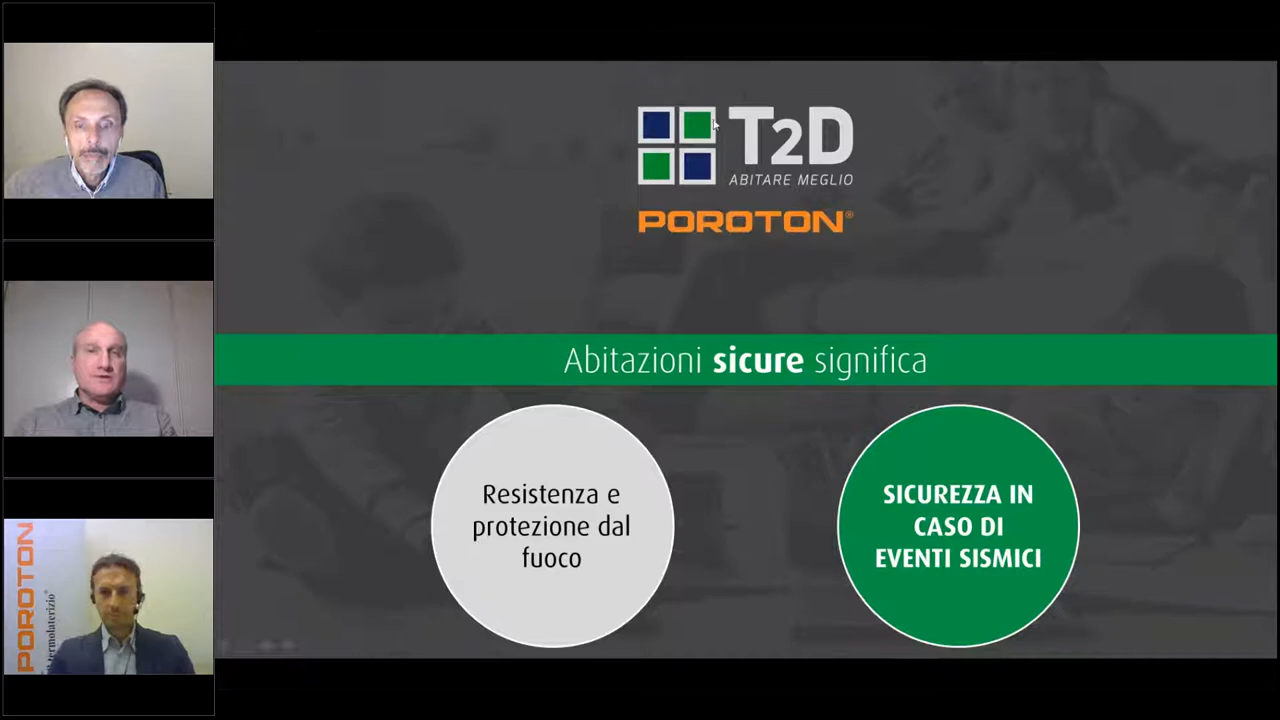 T2D
ABITARE MEGLIO
POROTON®
Abitazioni sicure significa
Resistenza e
protezione dal
fuoco
SICUREZZA IN
CASO DI
EVENTI SISMICI
POROTON®
termolaterizio®